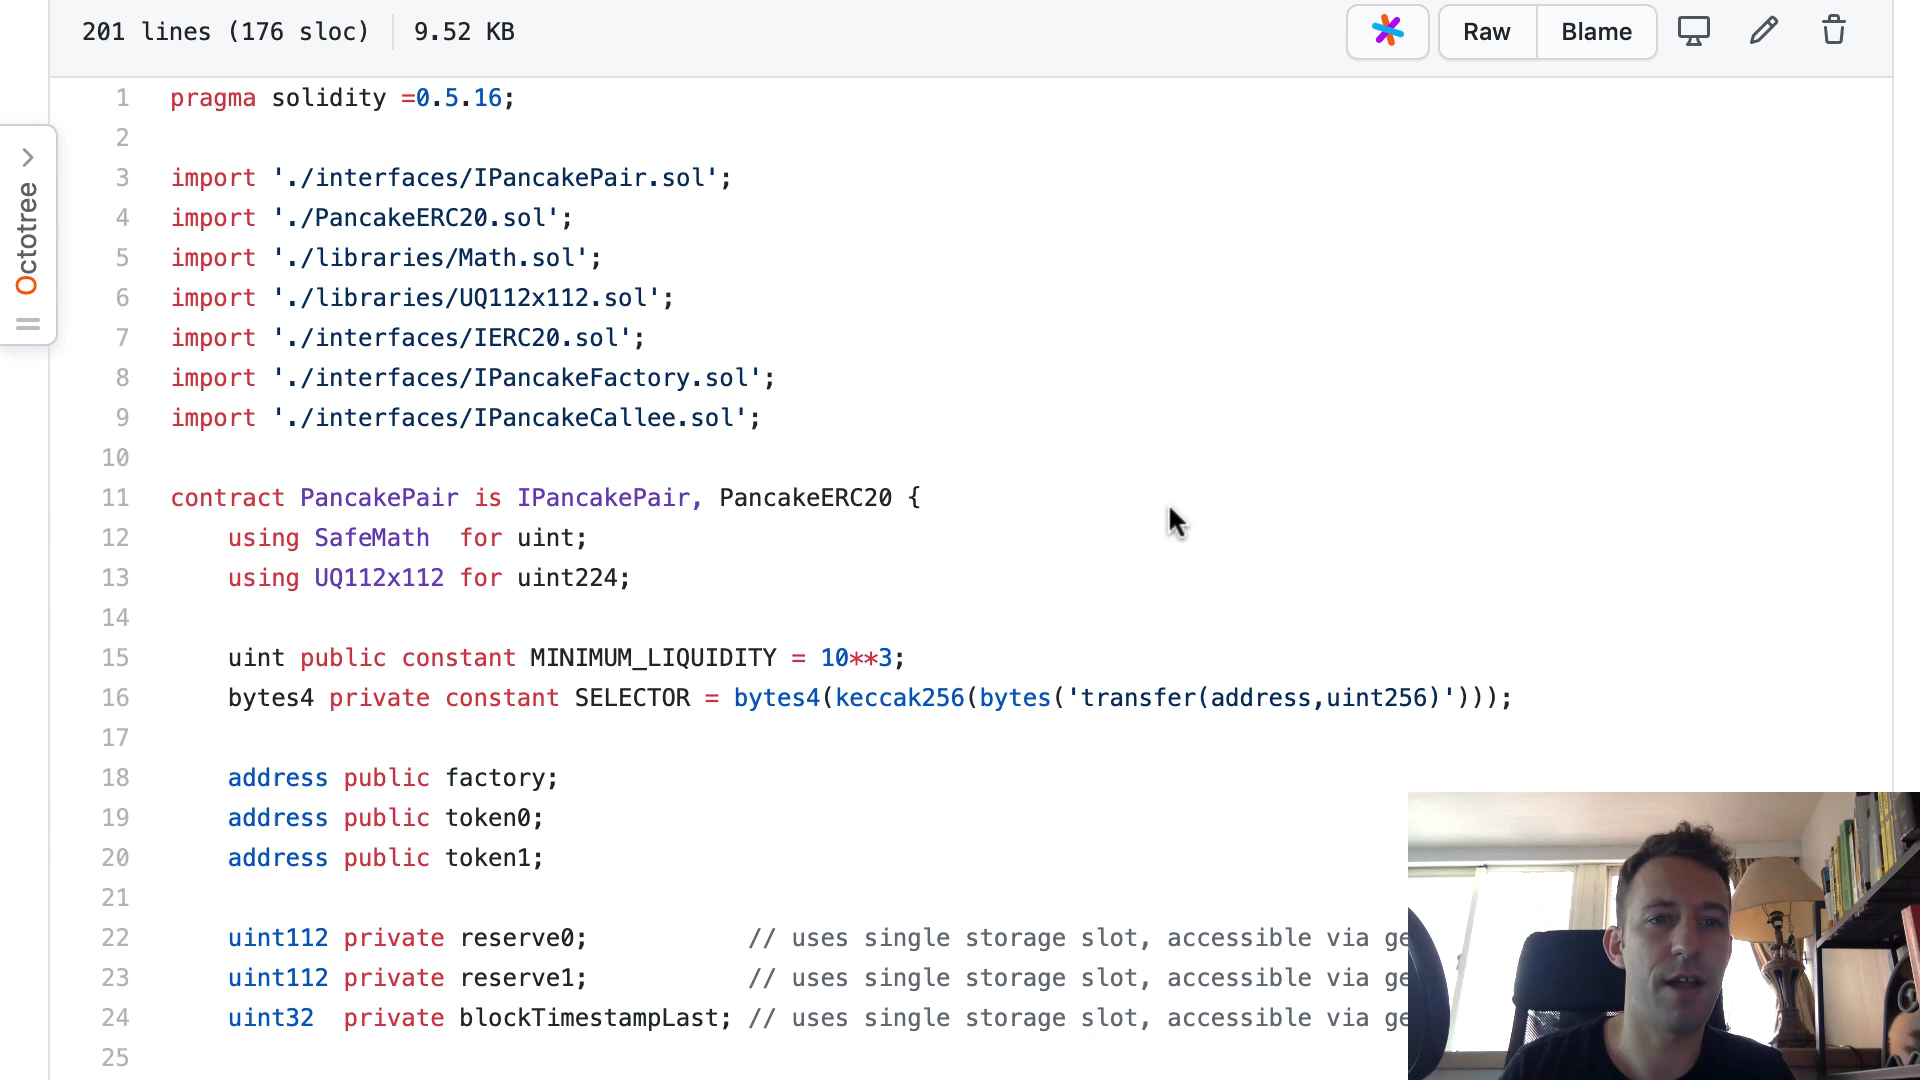 201 lines (176 sloc) 9.52 KB
Raw Blame
Octotree
1 pragma solidity =0.5.16;
2
3 import './interfaces/IPancakePair.sol';
4 import './PancakeERC20.sol';
5 import './libraries/Math.sol';
6 import './libraries/UQ112x112.sol';
7 import './interfaces/IERC20.sol';
8 import './interfaces/IPancakeFactory.sol';
9 import './interfaces/IPancakeCallee.sol';
10
11 contract PancakePair is IPancakePair, PancakeERC20 {
12     using SafeMath  for uint;
13     using UQ112x112 for uint224;
14
15     uint public constant MINIMUM_LIQUIDITY = 10**3;
16     bytes4 private constant SELECTOR = bytes4(keccak256(bytes('transfer(address,uint256)')));
17
18     address public factory;
19     address public token0;
20     address public token1;
21
22     uint112 private reserve0;           // uses single storage slot, accessible via ge
23     uint112 private reserve1;           // uses single storage slot, accessible via ge
24     uint32  private blockTimestampLast; // uses single storage slot, accessible via ge
25